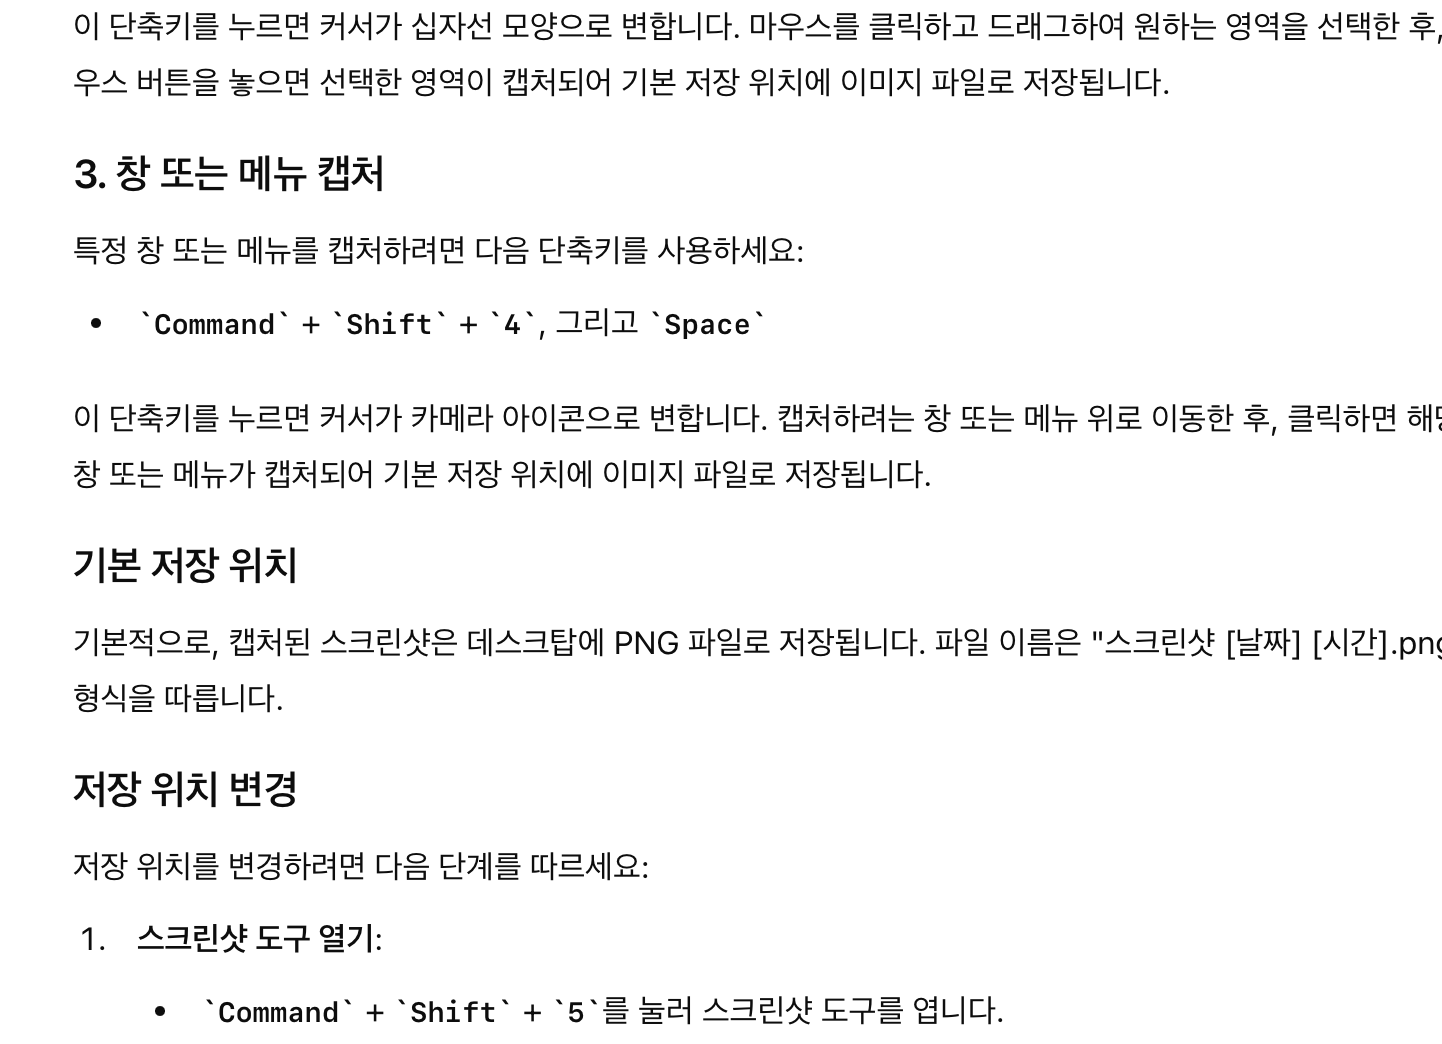 이 단축키를 누르면 커서가 십자선 모양으로 변합니다. 마우스를 클릭하고 드래그하여 원하는 영역을 선택한 후,
우스 버튼을 놓으면 선택한 영역이 캡처되어 기본 저장 위치에 이미지 파일로 저장됩니다.
3. 창 또는 메뉴 캡처
특정 창 또는 메뉴를 캡처하려면 다음 단축키를 사용하세요:
• `Command` + `Shift` + `4`, 그리고 `Space`
이 단축키를 누르면 커서가 카메라 아이콘으로 변합니다. 캡처하려는 창 또는 메뉴 위로 이동한 후, 클릭하면
창 또는 메뉴가 캡처되어 기본 저장 위치에 이미지 파일로 저장됩니다.
기본 저장 위치
기본적으로, 캡처된 스크린샷은 데스크탑에 PNG 파일로 저장됩니다. 파일 이름은 "스크린샷 [날짜] [시간].png
형식을 따릅니다.
저장 위치 변경
저장 위치를 변경하려면 다음 단계를 따르세요:
1. 스크린샷 도구 열기:
• `Command` + `Shift` + `5`를 눌러 스크린샷 도구를 엽니다.